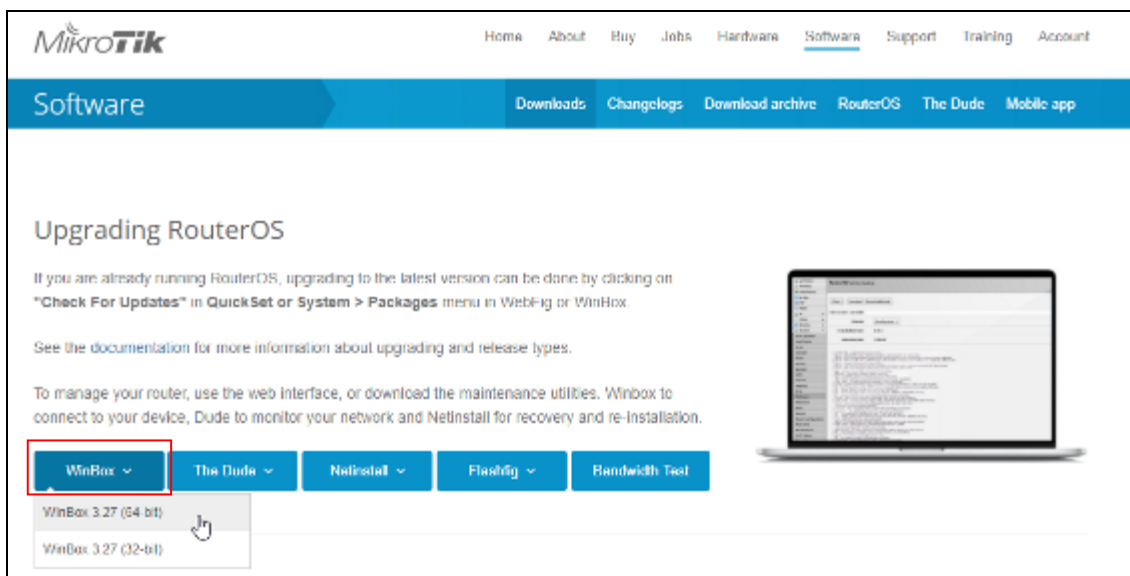 MikroTik
Home About Buy Jobs Hardware Software Support Training Account
Software
Downloads Changelogs Download archive RouterOS The Dude Mobile app
Upgrading RouterOS
If you are already running RouterOS, upgrading to the latest version can be done by clicking on
"Check For Updates" in QuickSet or System > Packages menu in WebFig or WinBox.
See the documentation for more information about upgrading and release types.
To manage your router, use the web interface, or download the maintenance utilities. Winbox to
connect to your device, Dude to monitor your network and Netinstall for recovery and re-installation.
WinBox The Dude Netinstall Flashfig Bandwidth Test
WinBox 3.27 (64-bit)
WinBox 3.27 (32-bit)